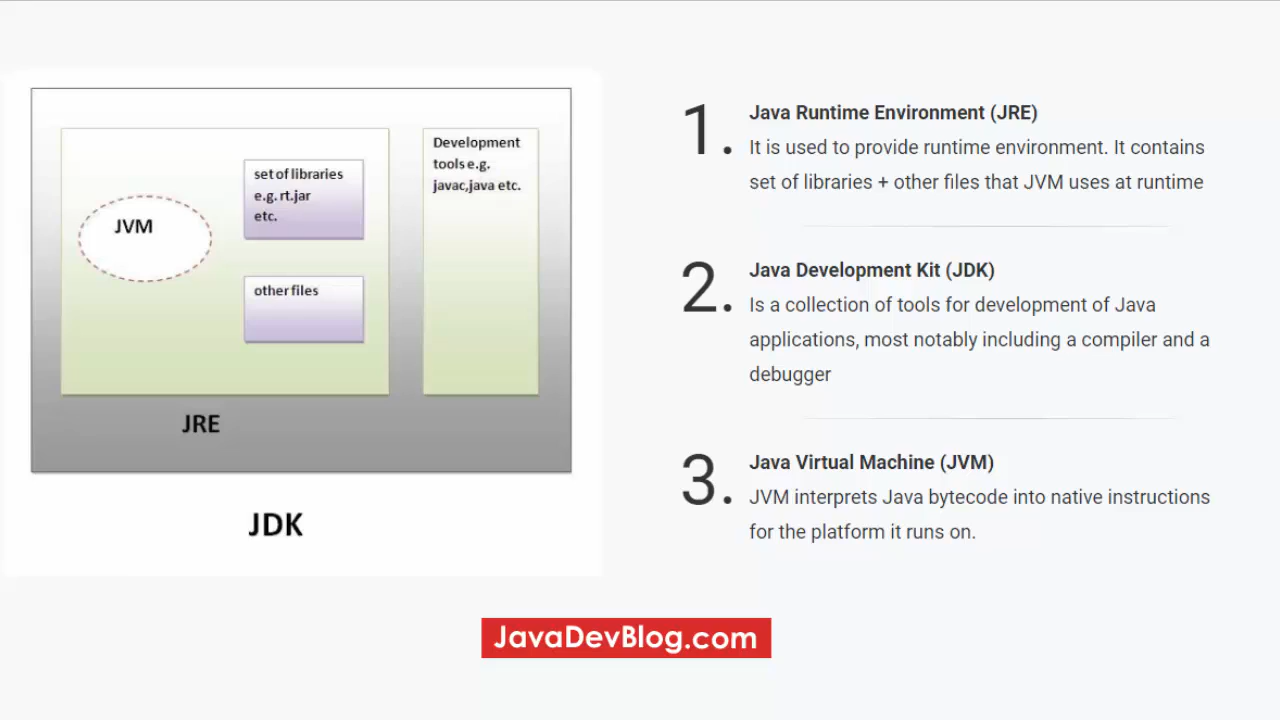 JVM
set of libraries
e.g. rt.jar
etc.
other files
Development
tools e.g.
javac,java etc.
JRE
JDK
1. Java Runtime Environment (JRE)
It is used to provide runtime environment. It contains
set of libraries + other files that JVM uses at runtime
2. Java Development Kit (JDK)
Is a collection of tools for development of Java
applications, most notably including a compiler and a
debugger
3. Java Virtual Machine (JVM)
JVM interprets Java bytecode into native instructions
for the platform it runs on.
JavaDevBlog.com